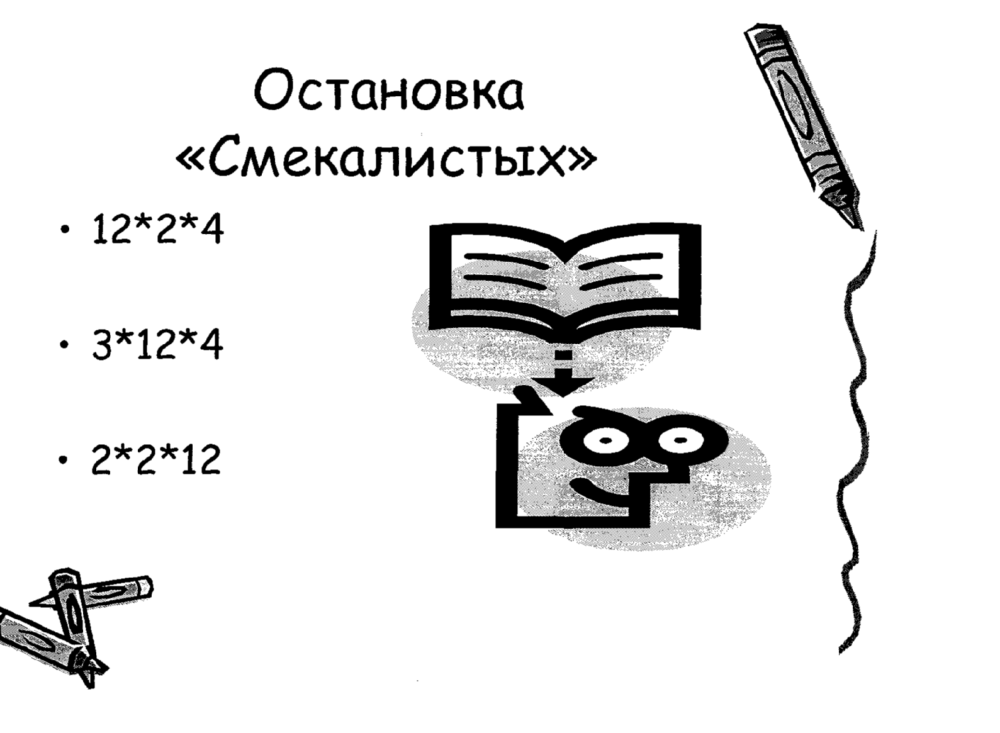 Остановка
«Смекалистых»
• 12*2*4
• 3*12*4
• 2*2*12